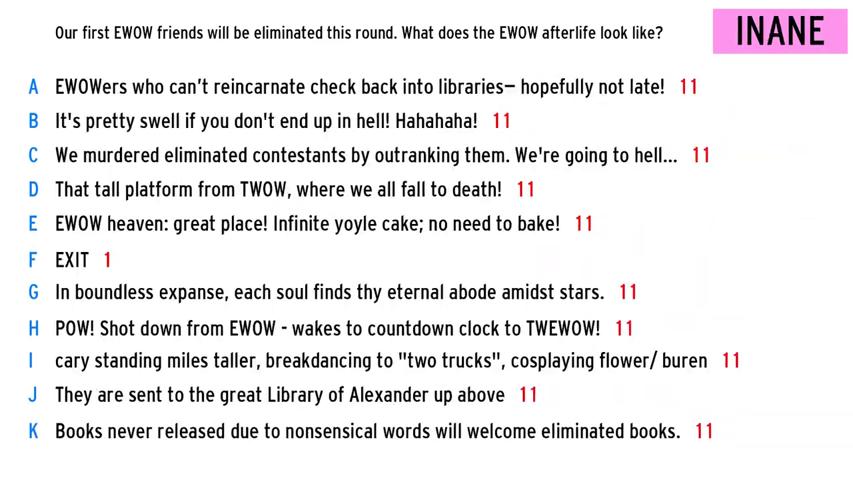 Our first EWOW friends will be eliminated this round. What does the EWOW afterlife look like?
INANE
A EWOWers who can't reincarnate check back into libraries– hopefully not late! 11
B It's pretty swell if you don't end up in hell! Hahahaha! 11
C We murdered eliminated contestants by outranking them. We're going to hell... 11
D That tall platform from TWOW, where we all fall to death! 11
E EWOW heaven: great place! Infinite yoyle cake; no need to bake! 11
F EXIT 1
G In boundless expanse, each soul finds thy eternal abode amidst stars. 11
H POW! Shot down from EWOW - wakes to countdown clock to TWEWOW! 11
I cary standing miles taller, breakdancing to "two trucks", cosplaying flower/ buren 11
J They are sent to the great Library of Alexander up above 11
K Books never released due to nonsensical words will welcome eliminated books. 11